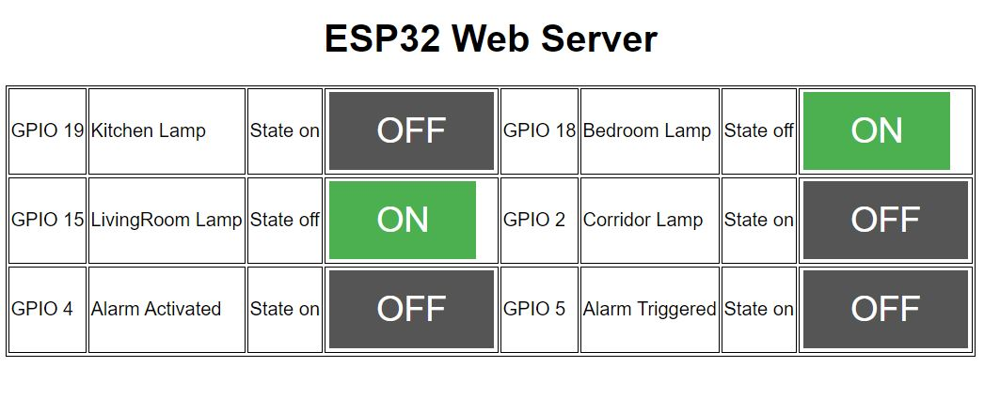 ESP32 Web Server
GPIO 19 Kitchen Lamp State on OFF GPIO 18 Bedroom Lamp State off ON
GPIO 15 LivingRoom Lamp State off ON GPIO 2 Corridor Lamp State on OFF
GPIO 4 Alarm Activated State on OFF GPIO 5 Alarm Triggered State on OFF